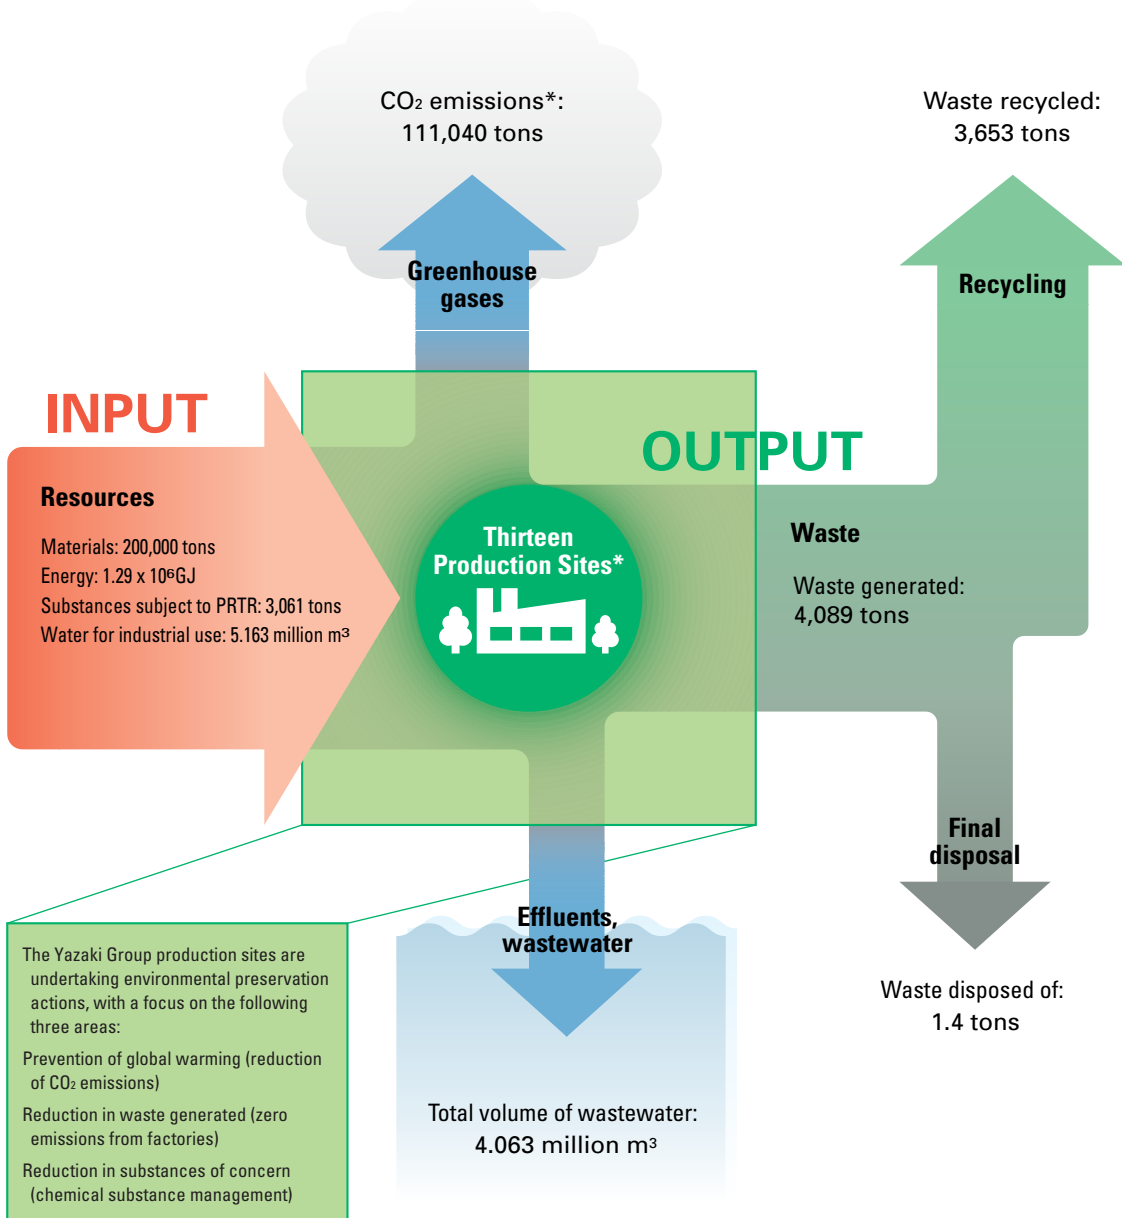 CO₂ emissions*:
111,040 tons
Waste recycled:
3,653 tons
Greenhouse
gases
Recycling
INPUT
OUTPUT
Resources
Materials: 200,000 tons
Energy: 1.29 x 10⁶GJ
Substances subject to PRTR: 3,061 tons
Water for industrial use: 5.163 million m³
Thirteen
Production Sites*
Waste
Waste generated:
4,089 tons
Final
disposal
Effluents,
wastewater
Waste disposed of:
1.4 tons
The Yazaki Group production sites are
undertaking environmental preservation
actions, with a focus on the following
three areas:
Prevention of global warming (reduction
of CO₂ emissions)
Reduction in waste generated (zero
emissions from factories)
Reduction in substances of concern
(chemical substance management)
Total volume of wastewater:
4.063 million m³